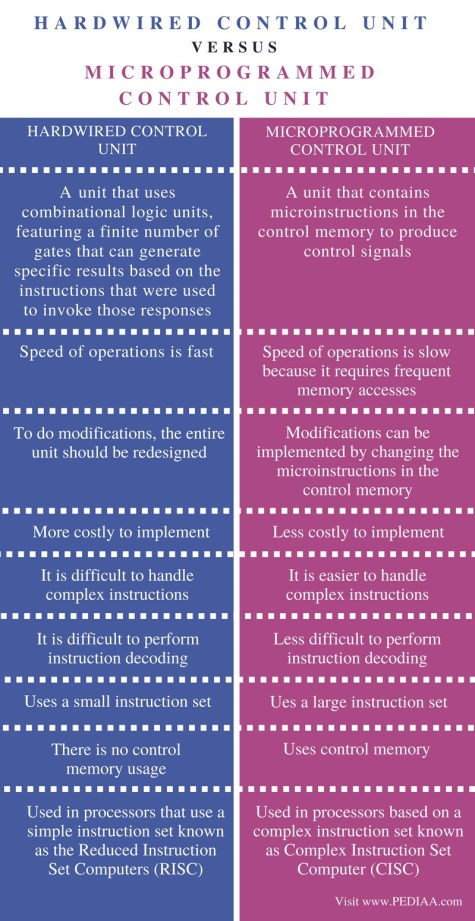 HARDWIRED CONTROL UNIT
VERSUS
MICROPROGRAMMED
CONTROL UNIT
HARDWIRED CONTROL
UNIT
MICROPROGRAMMED
CONTROL UNIT
A unit that uses
combinational logic units,
featuring a finite number of
gates that can generate
specific results based on the
instructions that were used
to invoke those responses
A unit that contains
microinstructions in the
control memory to produce
control signals
Speed of operations is fast
Speed of operations is slow
because it requires frequent
memory accesses
To do modifications, the entire
unit should be redesigned
Modifications can be
implemented by changing the
microinstructions in the
control memory
More costly to implement
Less costly to implement
It is difficult to handle
complex instructions
It is easier to handle
complex instructions
It is difficult to perform
instruction decoding
Less difficult to perform
instruction decoding
Uses a small instruction set
Ues a large instruction set
There is no control
memory usage
Uses control memory
Used in processors that use a
simple instruction set known
as the Reduced Instruction
Set Computers (RISC)
Used in processors based on a
complex instruction set known
as Complex Instruction Set
Computer (CISC)
Visit www.PEDIAA.com